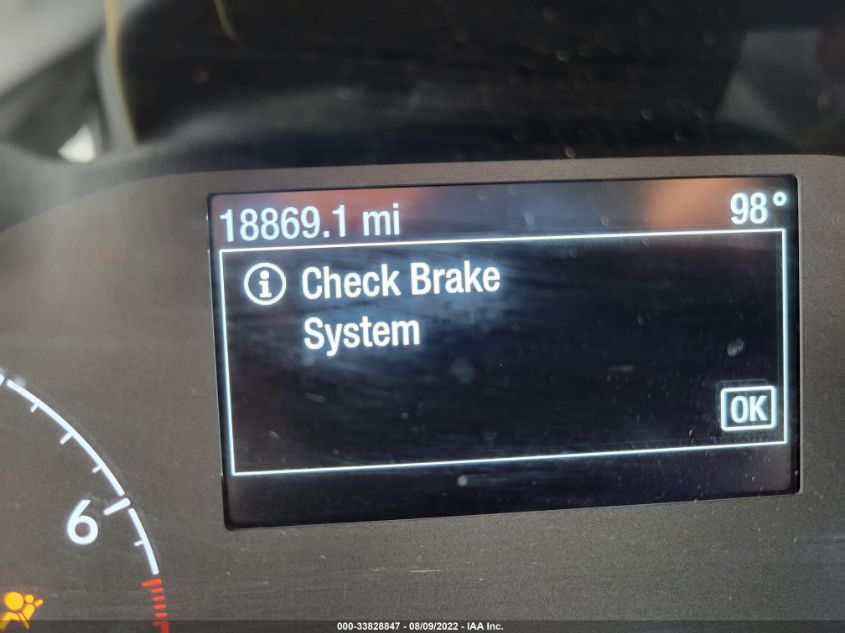 18869.1 mi 98°
i Check Brake
System
OK
6
000-33828847 - 08/09/2022 - IAA Inc.